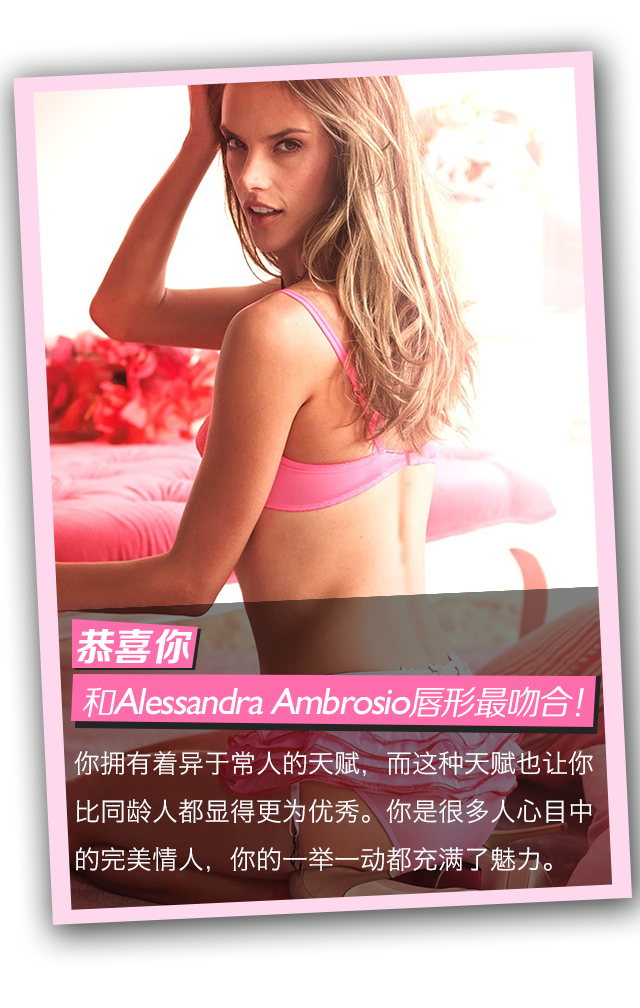 恭喜你
和Alessandra Ambrosio唇形最吻合!
你拥有着异于常人的天赋，而这种天赋也让你
比同龄人都显得更为优秀。你是很多人心目中
的完美情人，你的一举一动都充满了魅力。